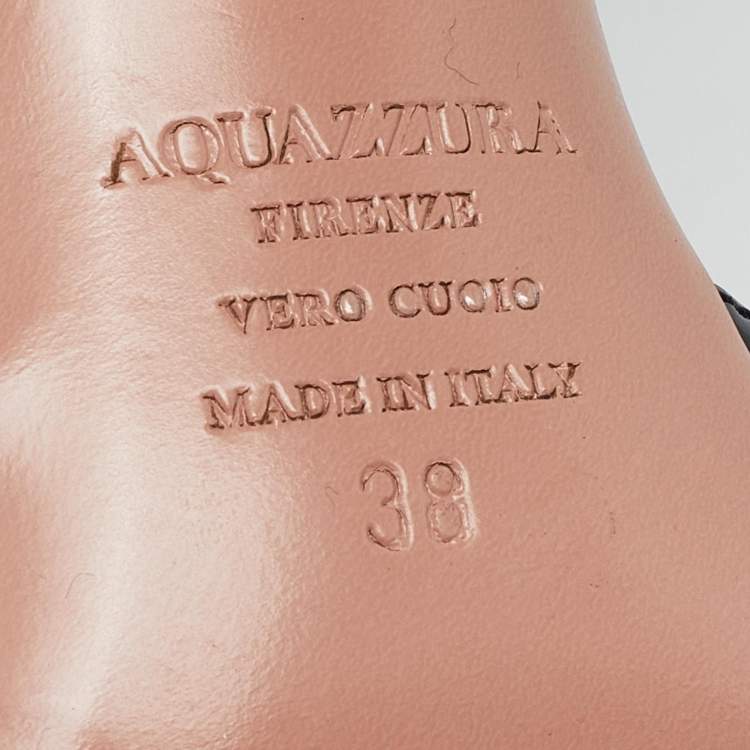 AQUAZZURA
FIRENZE
VERO CUOIO
MADE IN ITALY
38